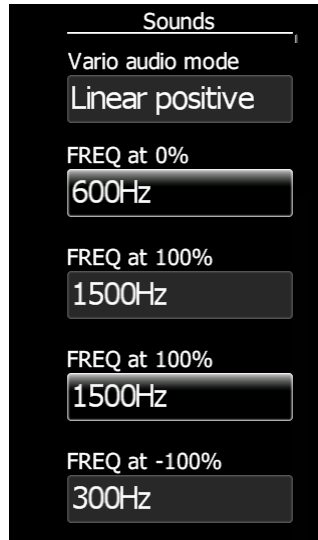 Sounds
Vario audio mode
Linear positive
FREQ at 0%
600Hz
FREQ at 100%
1500Hz
FREQ at 100%
1500Hz
FREQ at -100%
300Hz